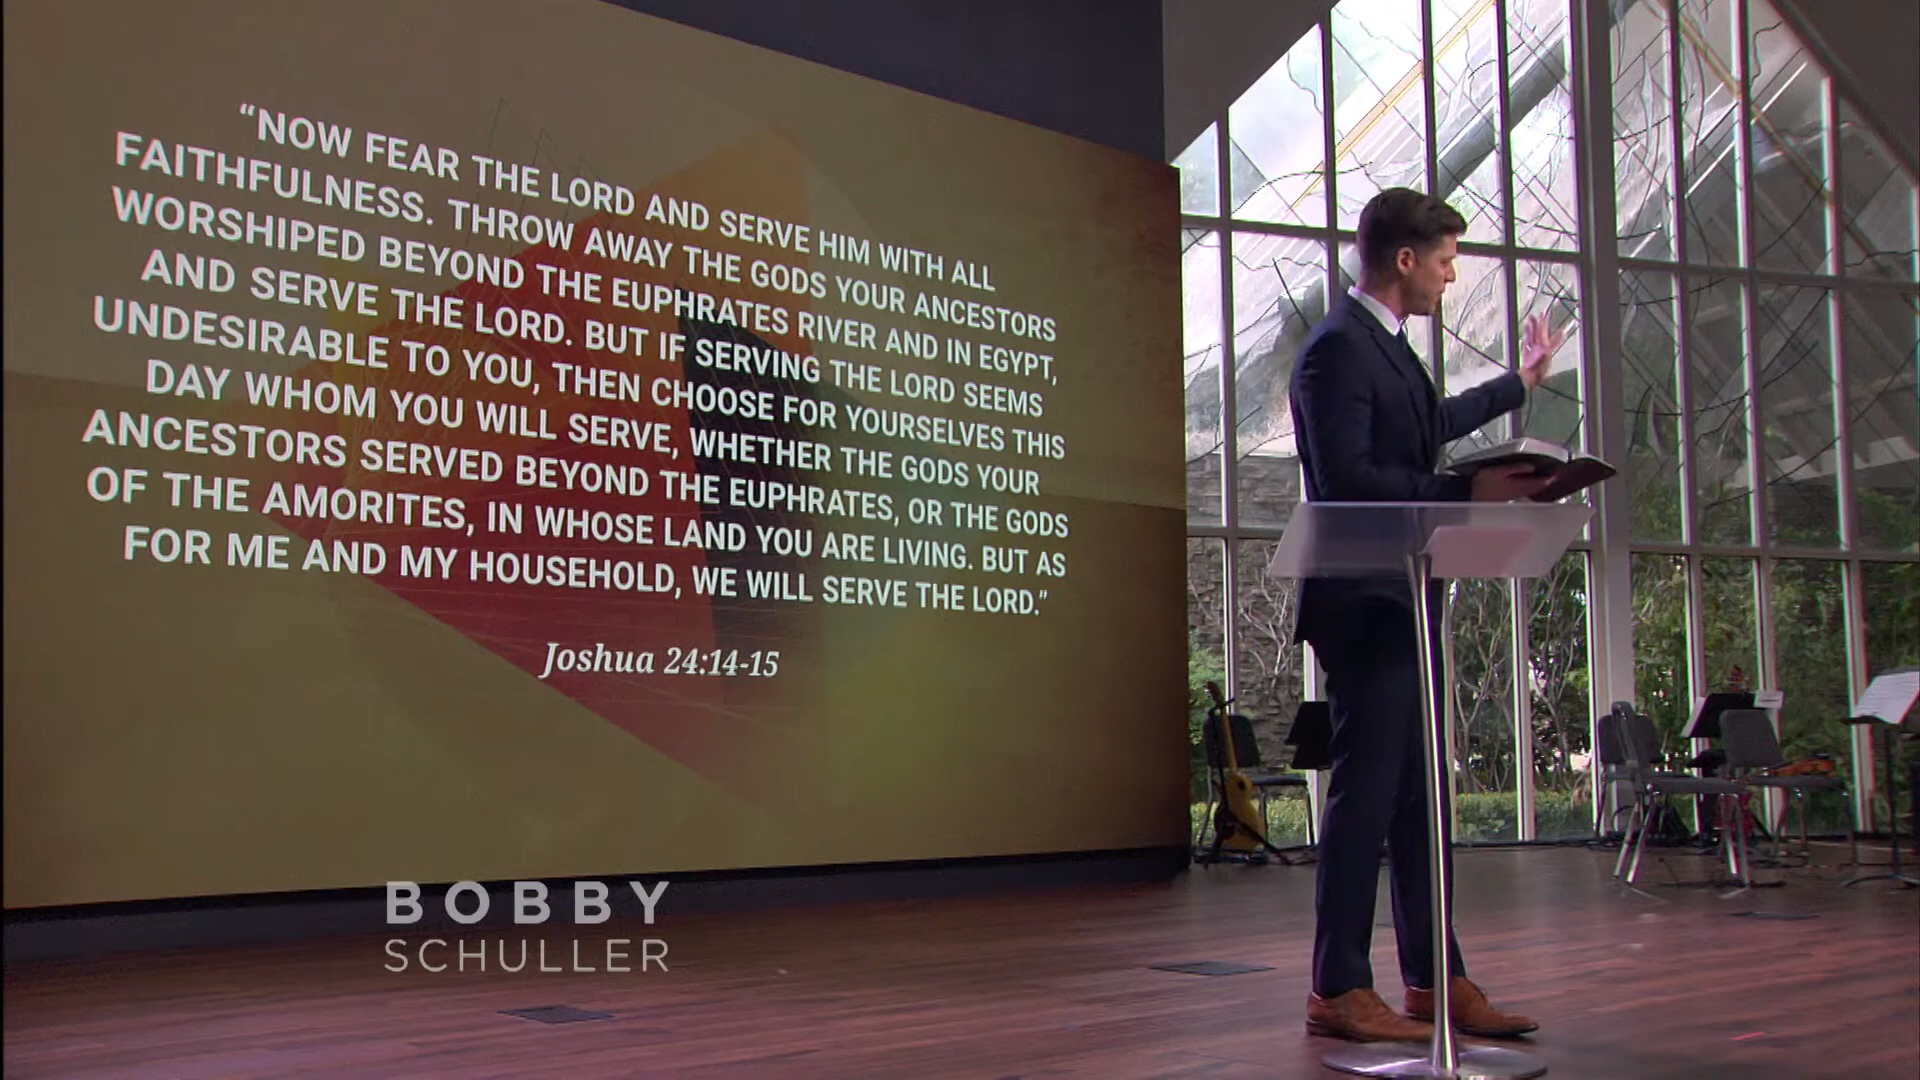 “NOW FEAR THE LORD AND SERVE HIM WITH ALL
FAITHFULNESS. THROW AWAY THE GODS YOUR ANCESTORS
WORSHIPED BEYOND THE EUPHRATES RIVER AND IN EGYPT,
AND SERVE THE LORD. BUT IF SERVING THE LORD SEEMS
UNDESIRABLE TO YOU, THEN CHOOSE FOR YOURSELVES THIS
DAY WHOM YOU WILL SERVE, WHETHER THE GODS YOUR
ANCESTORS SERVED BEYOND THE EUPHRATES, OR THE GODS
OF THE AMORITES, IN WHOSE LAND YOU ARE LIVING. BUT AS
FOR ME AND MY HOUSEHOLD, WE WILL SERVE THE LORD.”
Joshua 24:14-15
BOBBY
SCHULLER